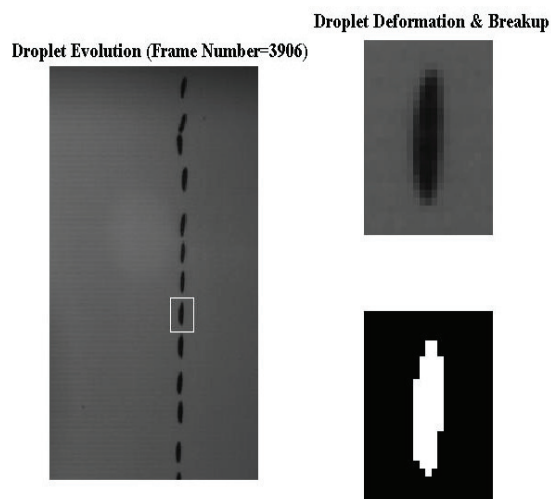 Droplet Deformation & Breakup
Droplet Evolution (Frame Number=3906)